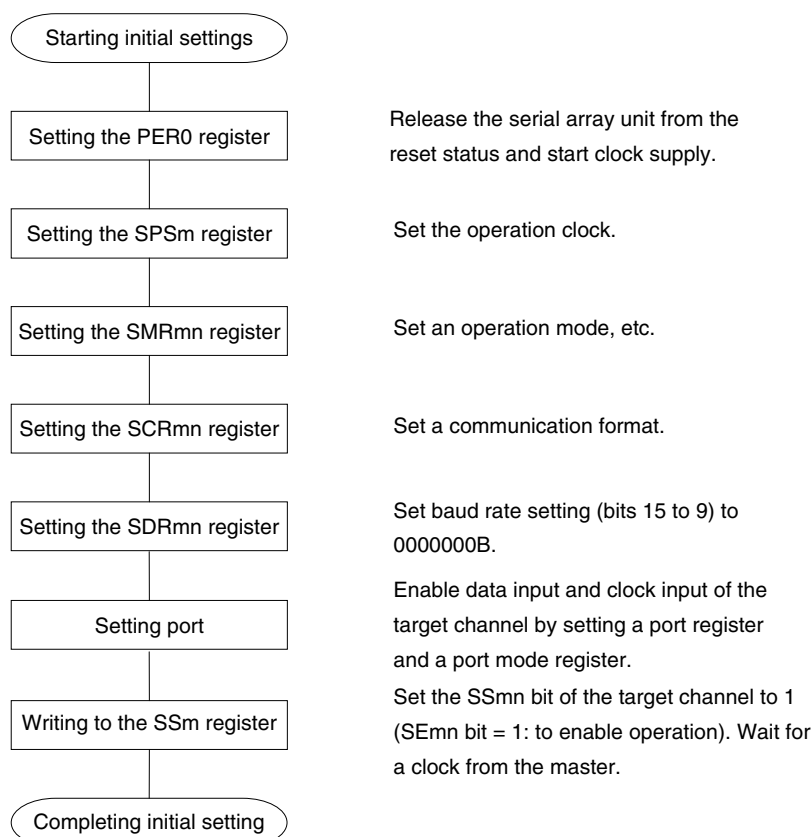 Starting initial settings
Setting the PER0 register
Release the serial array unit from the
reset status and start clock supply.
Setting the SPSm register
Set the operation clock.
Setting the SMRmn register
Set an operation mode, etc.
Setting the SCRmn register
Set a communication format.
Setting the SDRmn register
Set baud rate setting (bits 15 to 9) to
0000000B.
Setting port
Enable data input and clock input of the
target channel by setting a port register
and a port mode register.
Writing to the SSm register
Set the SSmn bit of the target channel to 1
(SEmn bit = 1: to enable operation). Wait for
a clock from the master.
Completing initial setting